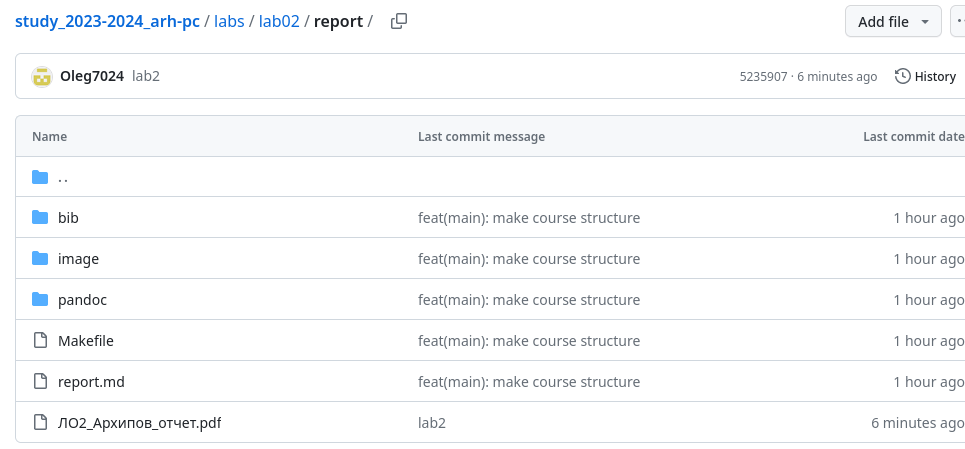 study_2023-2024_arh-pc / labs / lab02 / report / Add file
Oleg7024 lab2 5235907 · 6 minutes ago History
Name Last commit message Last commit date
..
bib feat(main): make course structure 1 hour ago
image feat(main): make course structure 1 hour ago
pandoc feat(main): make course structure 1 hour ago
Makefile feat(main): make course structure 1 hour ago
report.md feat(main): make course structure 1 hour ago
ЛО2_Архипов_отчет.pdf lab2 6 minutes ago